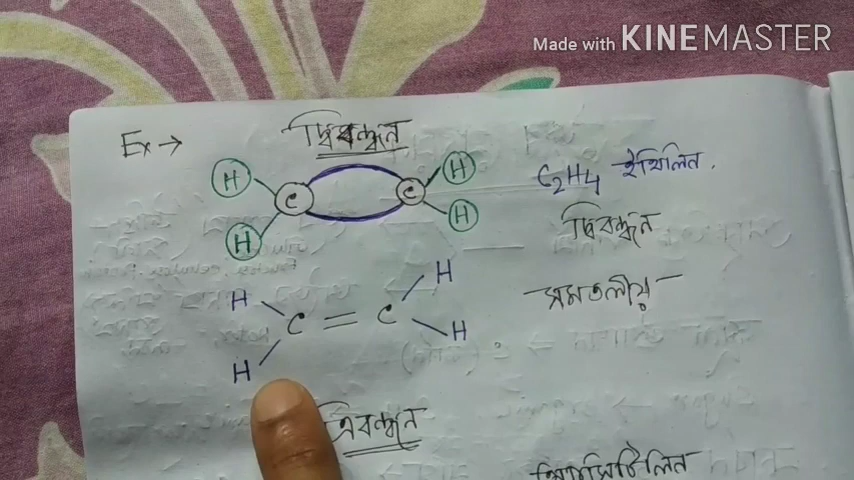 Made with KINEMASTER
Ex → দ্বিবন্ধন
H C C H
H H
C2H4 ইথিলিন.
দ্বিবন্ধন
সমতলীয়
H C = C H
H H
ত্রিবন্ধন
অ্যাসিটিলিন